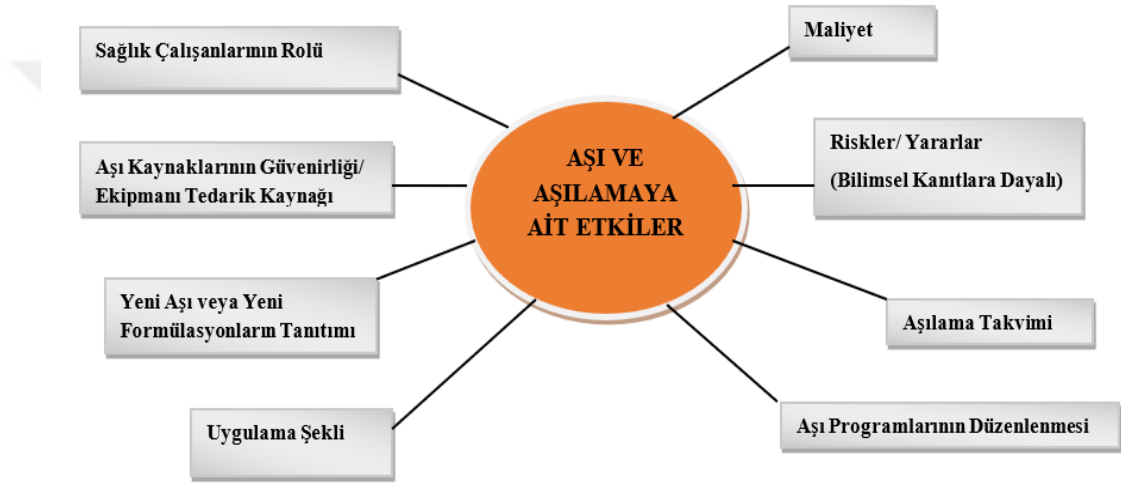 Sağlık Çalışanlarının Rolü
Maliyet
Aşı Kaynaklarının Güvenirliği/
Ekipmanı Tedarik Kaynağı
AŞI VE
AŞILAMAYA
AİT ETKİLER
Riskler/ Yararlar
(Bilimsel Kanıtlara Dayalı)
Yeni Aşı veya Yeni
Formülasyonların Tanıtımı
Aşılama Takvimi
Uygulama Şekli
Aşı Programlarının Düzenlenmesi